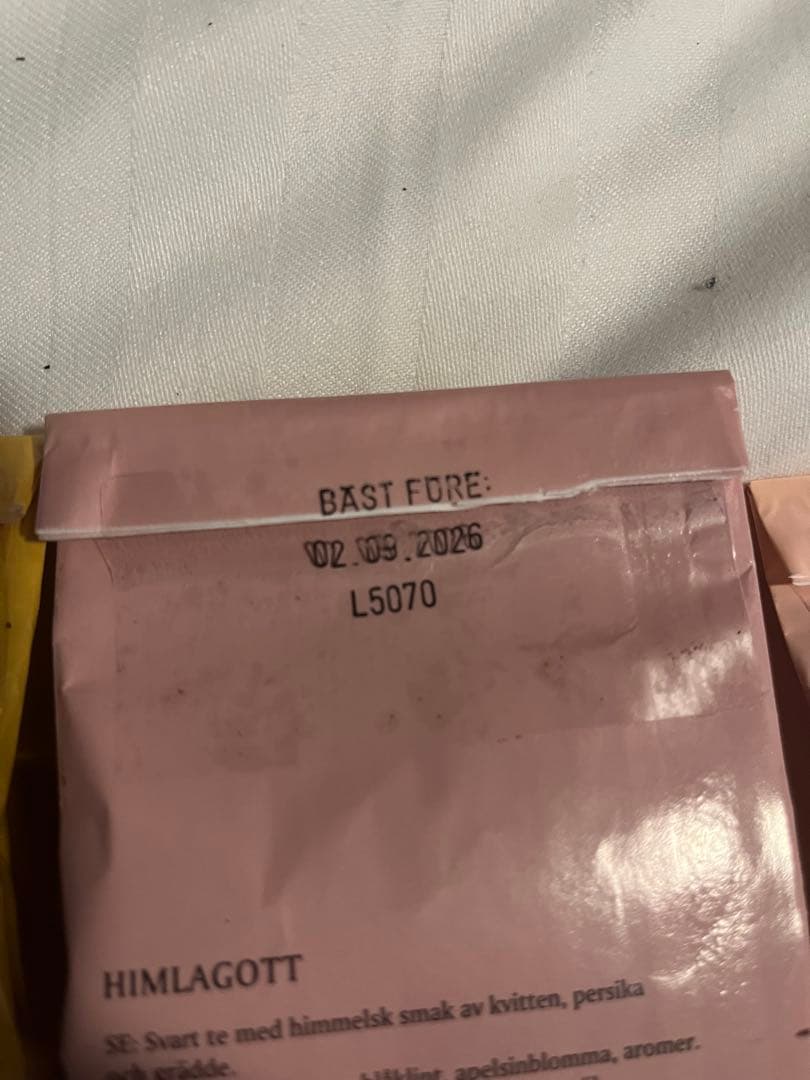 BÄST FÖRE:
02.09.2026
L5070
HIMLAGOTT
SE: Svart te med himmelsk smak av kvitten, persika
och grädde.
blåklint, apelsinblomma, aromer.